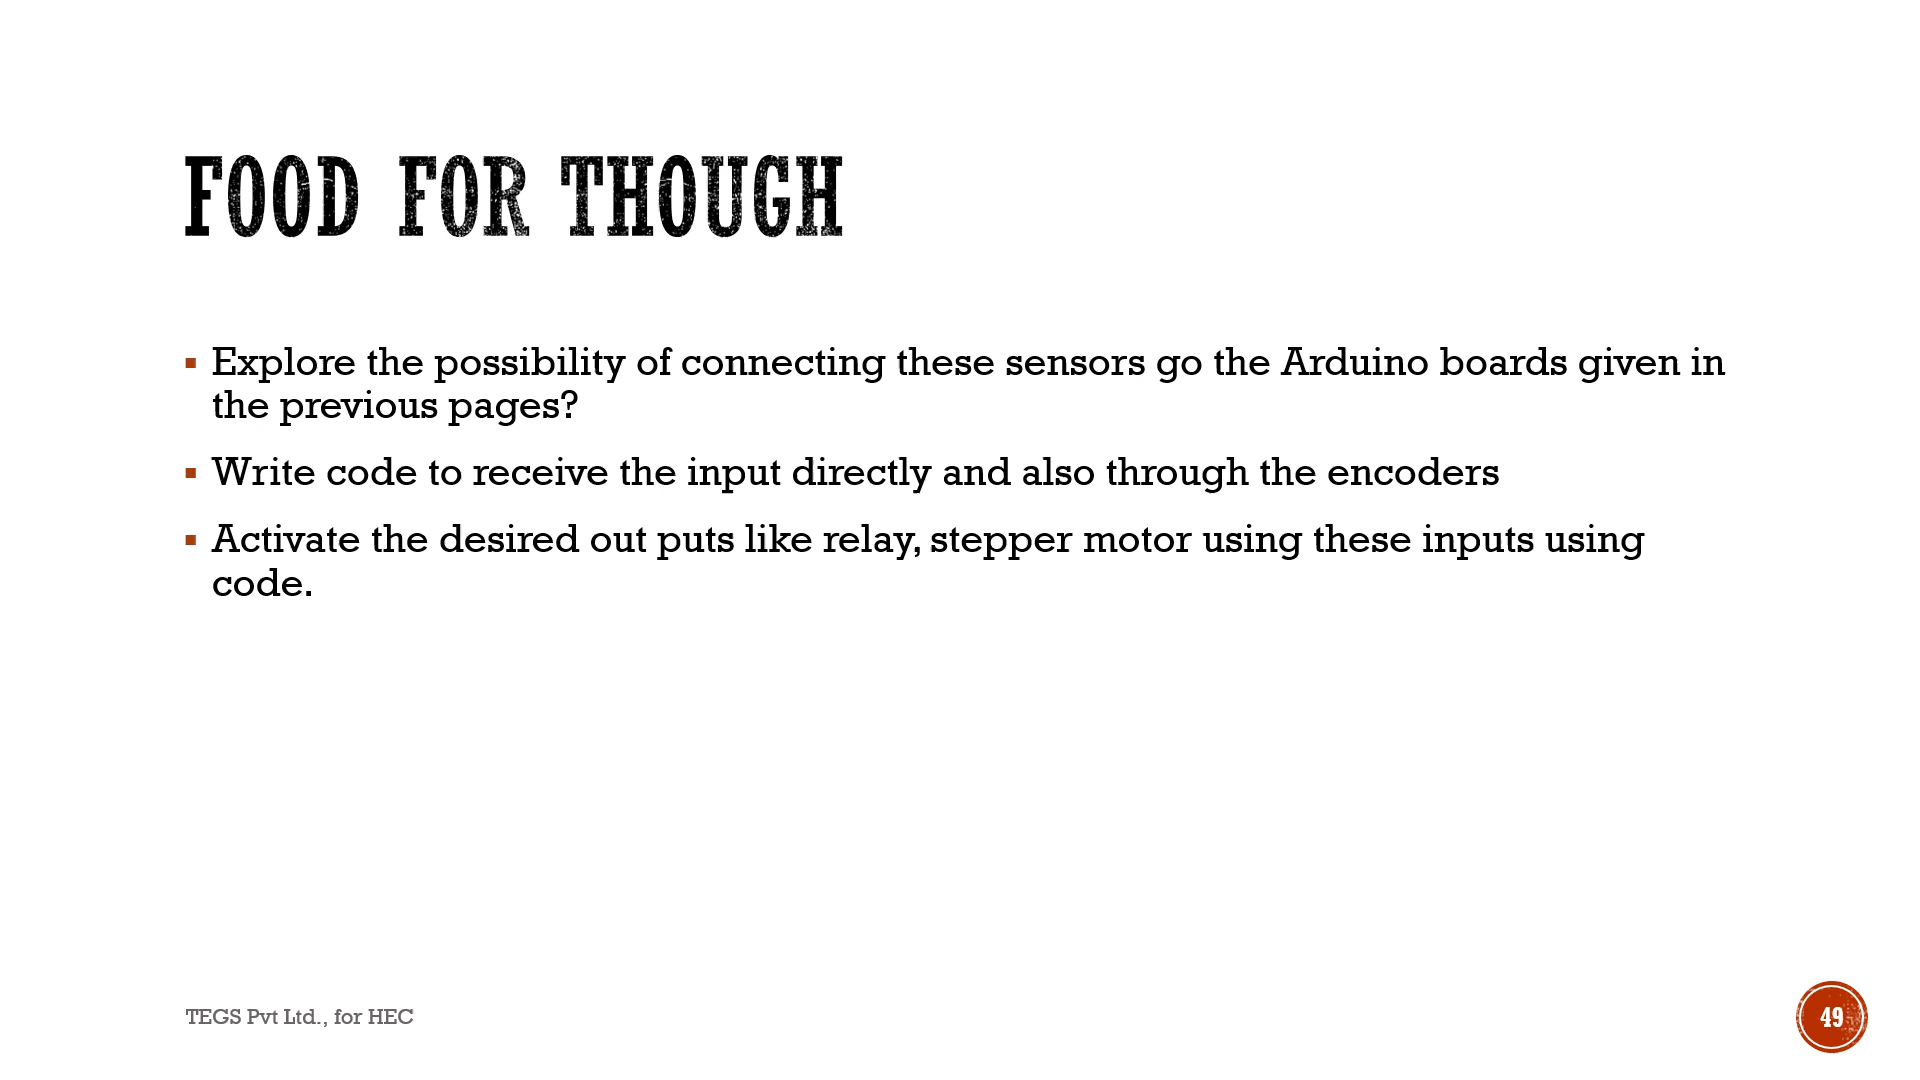 FOOD FOR THOUGH
▪ Explore the possibility of connecting these sensors go the Arduino boards given in
the previous pages?
▪ Write code to receive the input directly and also through the encoders
▪ Activate the desired out puts like relay, stepper motor using these inputs using
code.
TEGS Pvt Ltd., for HEC
49